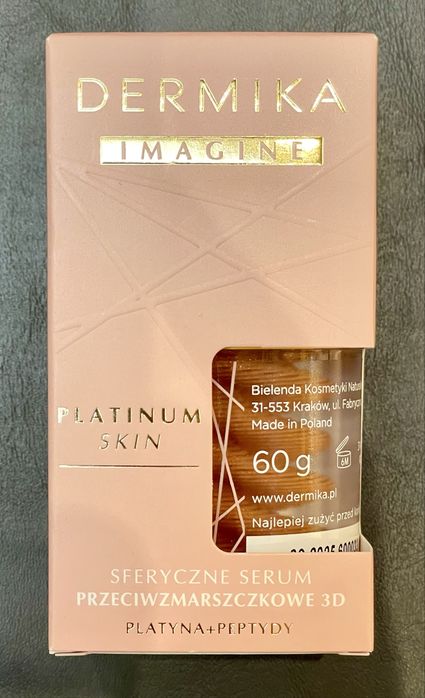 DERMIKA
IMAGINE
PLATINUM
SKIN
Bielenda Kosmetyki
31-553 Kraków, ul.
Made in Poland
60 g
6M
www.dermika.pl
Najlepiej zużyć przed
SFERYCZNE SERUM
PRZECIWZMARSZCZKOWE 3D
PLATYNA+PEPTYDY